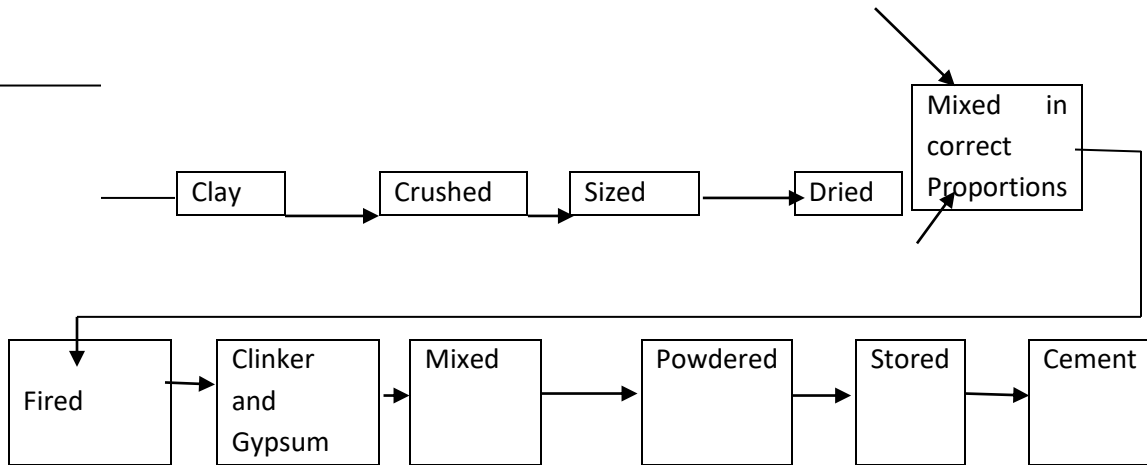 Mixed in
correct
Proportions
Clay
Crushed
Sized
Dried
Fired
Clinker
and
Gypsum
Mixed
Powdered
Stored
Cement